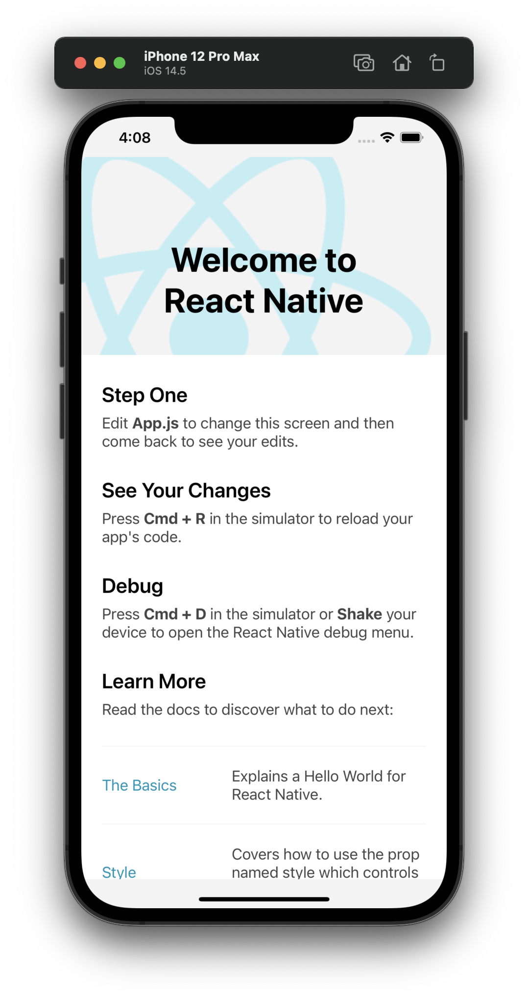 iPhone 12 Pro Max
iOS 14.5
4:08
Welcome to
React Native
Step One
Edit App.js to change this screen and then
come back to see your edits.
See Your Changes
Press Cmd + R in the simulator to reload your
app's code.
Debug
Press Cmd + D in the simulator or Shake your
device to open the React Native debug menu.
Learn More
Read the docs to discover what to do next:
The Basics
Explains a Hello World for
React Native.
Style
Covers how to use the prop
named style which controls